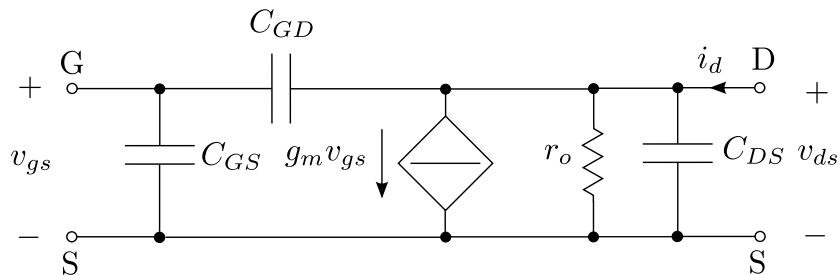 C_{GD}
G
i_d
D
+
+
v_{gs}
C_{GS}
g_m v_{gs}
r_o
C_{DS}
v_{ds}
−
−
S
S